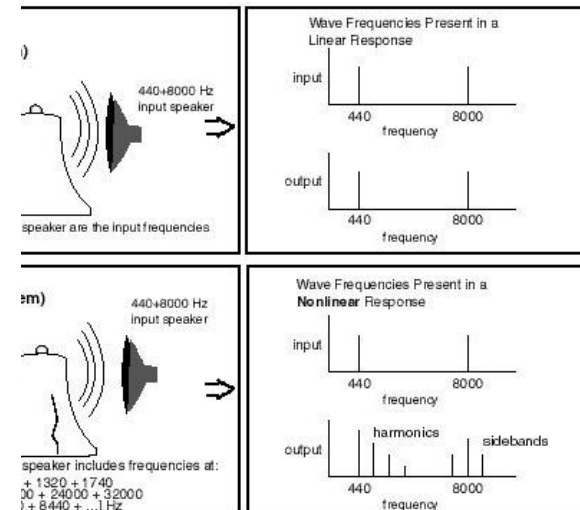 )
440+8000 Hz
input speaker
speaker are the input frequencies
Wave Frequencies Present in a
Linear Response
input
440
8000
frequency
output
440
8000
frequency
em)
440+8000 Hz
input speaker
speaker includes frequencies at:
+ 1320 + 1740
00 + 24000 + 32000
0 + 8440 + ...] Hz
Wave Frequencies Present in a
Nonlinear Response
input
440
8000
frequency
output
harmonics
sidebands
440
8000
frequency